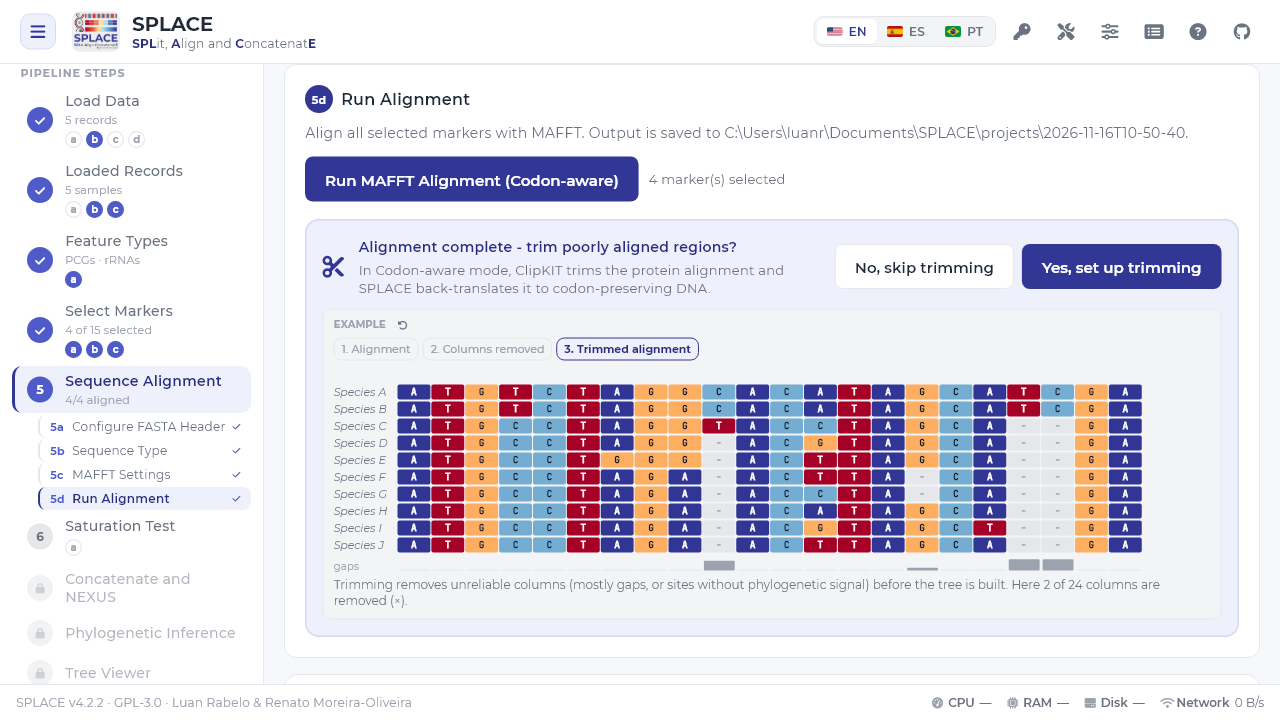 SPLACE
SPLit, Align and ConcatenatE
EN
ES
PT
PIPELINE STEPS
Load Data
5 records
a b c d
Loaded Records
5 samples
a b c
Feature Types
PCGs · rRNAs
a
Select Markers
4 of 15 selected
a b c
5
Sequence Alignment
4/4 aligned
5a Configure FASTA Header
5b Sequence Type
5c MAFFT Settings
5d Run Alignment
6
Saturation Test
a
Concatenate and
NEXUS
Phylogenetic Inference
Tree Viewer
5d Run Alignment
Align all selected markers with MAFFT. Output is saved to C:\Users\luanr\Documents\SPLACE\projects\2026-11-16T10-50-40.
Run MAFFT Alignment (Codon-aware)
4 marker(s) selected
Alignment complete - trim poorly aligned regions?
In Codon-aware mode, ClipKIT trims the protein alignment and
SPLACE back-translates it to codon-preserving DNA.
No, skip trimming
Yes, set up trimming
EXAMPLE
1. Alignment
2. Columns removed
3. Trimmed alignment
Species A A T G T C T A G G C A C A T A G C A T C G A
Species B A T G T C T A G G C A C A T A G C A T C G A
Species C A T G C C T A G G T A C C T A G C A - - G A
Species D A T G C C T A G G - A C G T A G C A - - G A
Species E A T G C C T G G G - A C T T A G C A - - G A
Species F A T G C C T A G A - A C T T A - C A - - G A
Species G A T G C C T A G A - A C C T A - C A - - G A
Species H A T G C C T A G A - A C A T A G C A - - G A
Species I A T G C C T A G A - A C G T A G C T - - G A
Species J A T G C C T A G A - A C T T A G C A - - G A
gaps
Trimming removes unreliable columns (mostly gaps, or sites without phylogenetic signal) before the tree is built. Here 2 of 24 columns are
removed (×).
SPLACE v4.2.2 · GPL-3.0 · Luan Rabelo & Renato Moreira-Oliveira
CPU —
RAM —
Disk —
Network 0 B/s